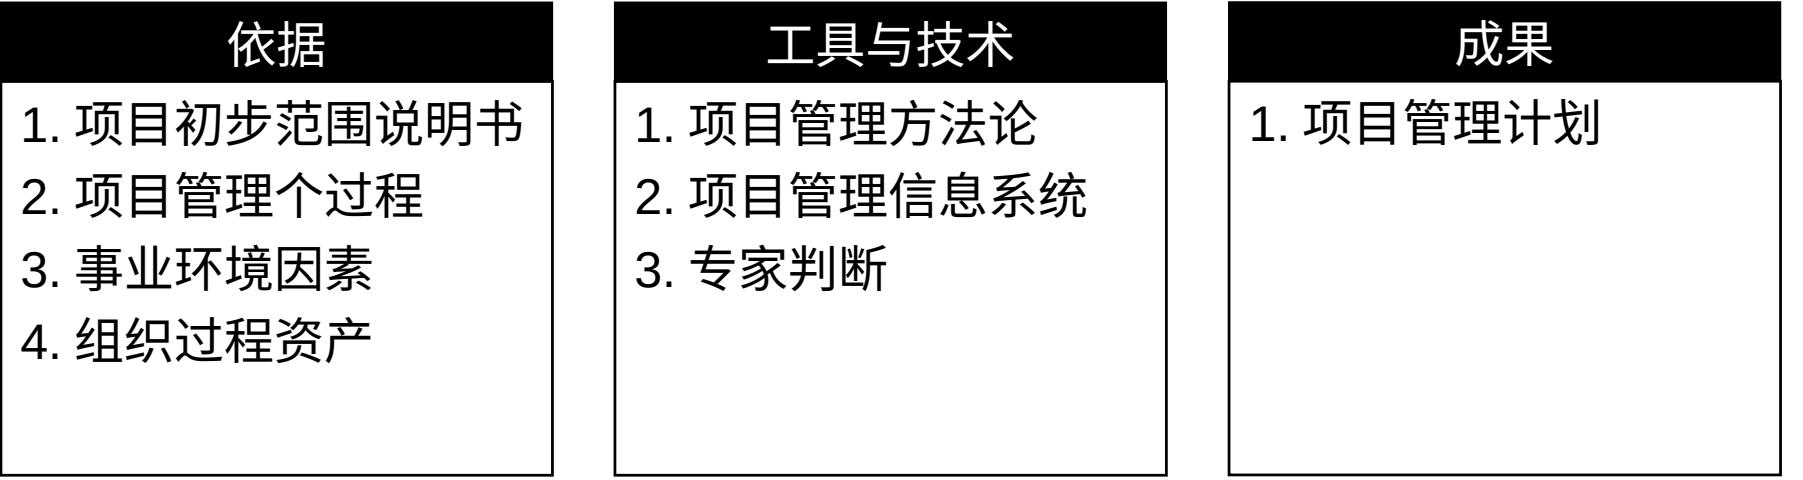 依据
1. 项目初步范围说明书
2. 项目管理个过程
3. 事业环境因素
4. 组织过程资产
工具与技术
1. 项目管理方法论
2. 项目管理信息系统
3. 专家判断
成果
1. 项目管理计划